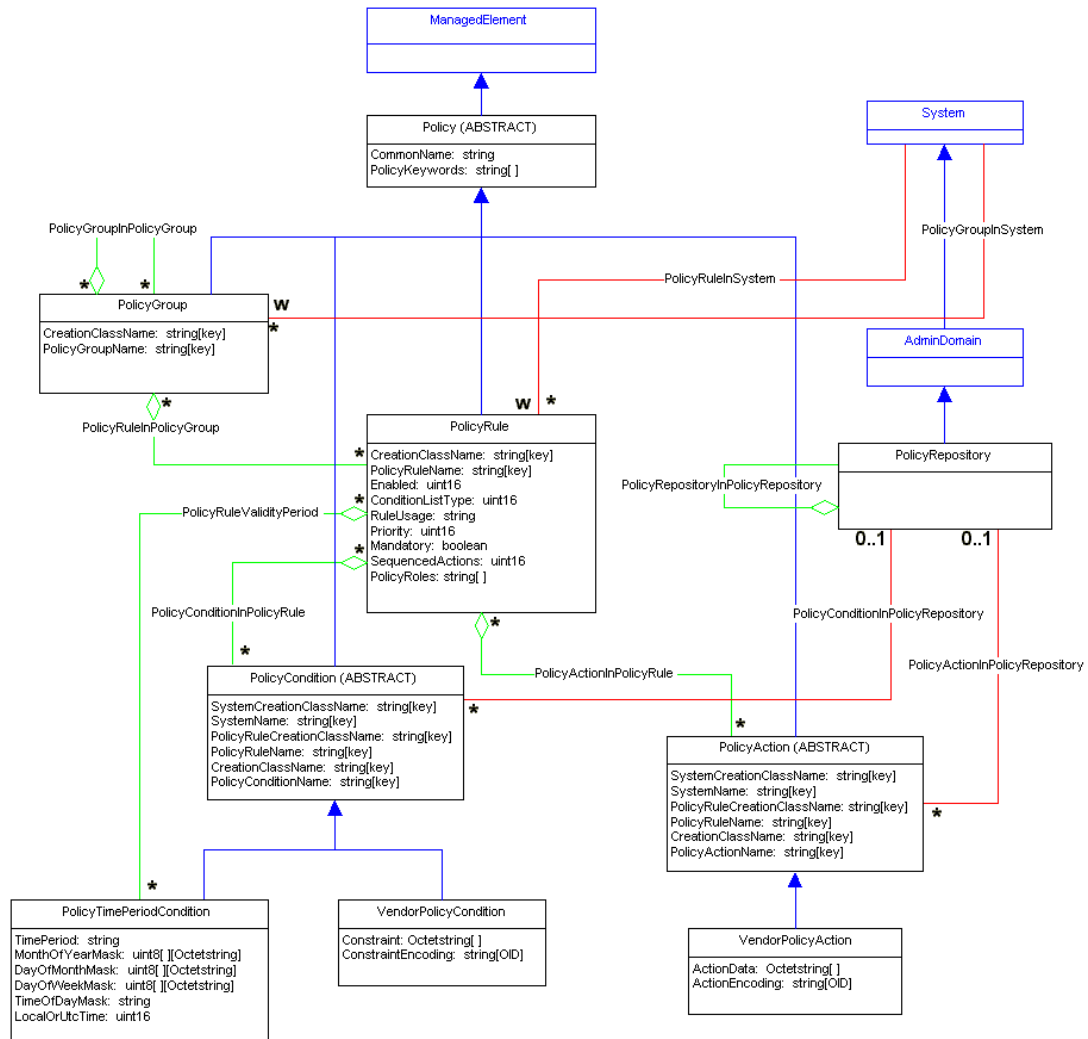 ManagedElement
Policy (ABSTRACT)
CommonName: string
PolicyKeywords: string[ ]
System
PolicyGroupInPolicyGroup
PolicyGroupInSystem
PolicyRuleInSystem
* *
PolicyGroup
W
*
CreationClassName: string[key]
PolicyGroupName: string[key]
AdminDomain
*
W *
PolicyRuleInPolicyGroup
PolicyRule
*
CreationClassName: string[key]
PolicyRuleName: string[key]
Enabled: uint16
*
ConditionListType: uint16
RuleUsage: string
Priority: uint16
Mandatory: boolean
*
SequencedActions: uint16
PolicyRoles: string[ ]
PolicyRepository
PolicyRepositoryInPolicyRepository
PolicyRuleValidityPeriod
0..1 0..1
PolicyConditionInPolicyRule
PolicyConditionInPolicyRepository
*
PolicyActionInPolicyRule
PolicyActionInPolicyRepository
*
PolicyCondition (ABSTRACT)
SystemCreationClassName: string[key]
SystemName: string[key]
PolicyRuleCreationClassName: string[key]
PolicyRuleName: string[key]
CreationClassName: string[key]
PolicyConditionName: string[key]
*
*
PolicyAction (ABSTRACT)
SystemCreationClassName: string[key]
SystemName: string[key]
PolicyRuleCreationClassName: string[key]
PolicyRuleName: string[key]
CreationClassName: string[key]
PolicyActionName: string[key]
*
*
PolicyTimePeriodCondition
TimePeriod: string
MonthOfYearMask: uint8[ ][Octetstring]
DayOfMonthMask: uint8[ ][Octetstring]
DayOfWeekMask: uint8[ ][Octetstring]
TimeOfDayMask: string
LocalOrUtcTime: uint16
VendorPolicyCondition
Constraint: Octetstring[ ]
ConstraintEncoding: string[OID]
VendorPolicyAction
ActionData: Octetstring[ ]
ActionEncoding: string[OID]